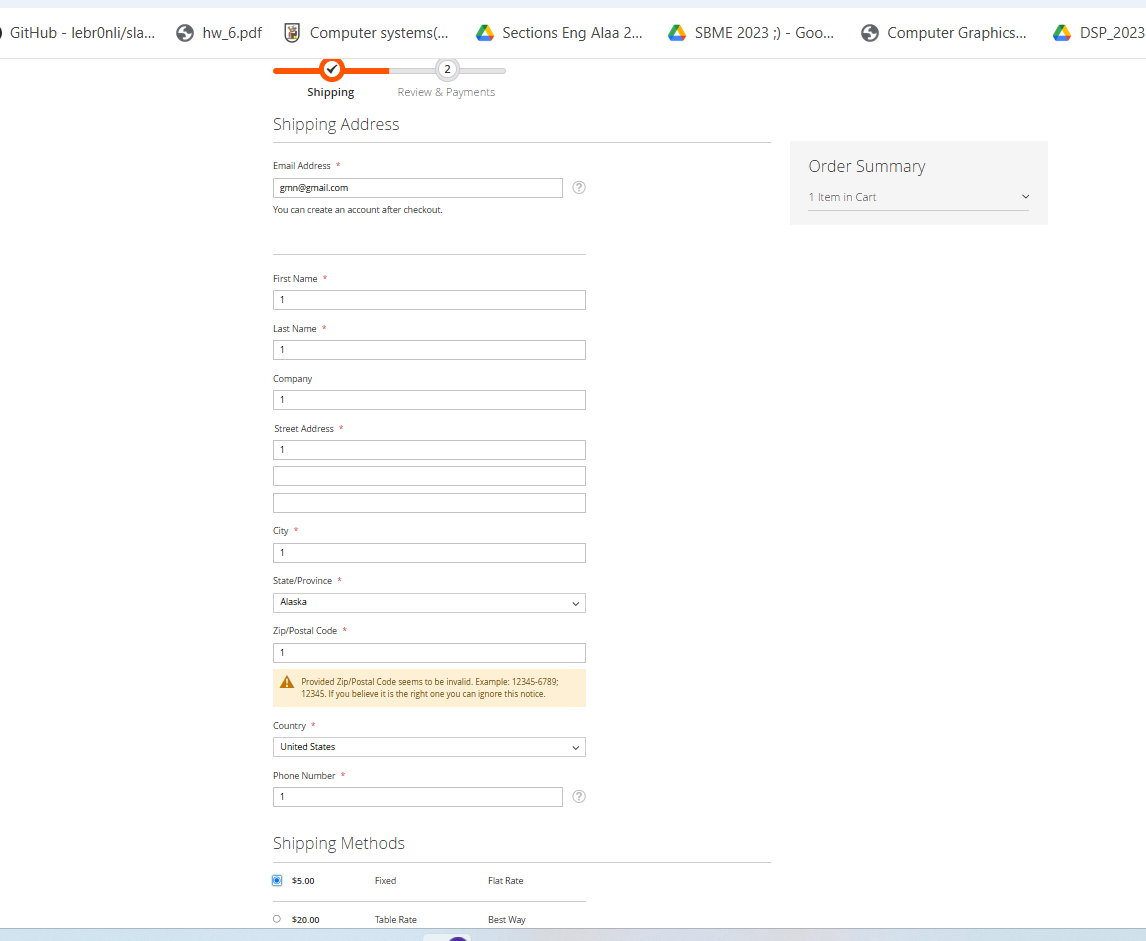 GitHub - lebr0nli/sla... hw_6.pdf Computer systems(... Sections Eng Alaa 2... SBME 2023 ;) - Goo... Computer Graphics... DSP_2023
2
Shipping Review & Payments
Shipping Address
Order Summary
1 Item in Cart
Email Address *
gmn@gmail.com ?
You can create an account after checkout.
First Name *
1
Last Name *
1
Company
1
Street Address *
1
City *
1
State/Province *
Alaska
Zip/Postal Code *
1
Provided Zip/Postal Code seems to be invalid. Example: 12345-6789;
12345. If you believe it is the right one you can ignore this notice.
Country *
United States
Phone Number *
1 ?
Shipping Methods
$5.00 Fixed Flat Rate
$20.00 Table Rate Best Way